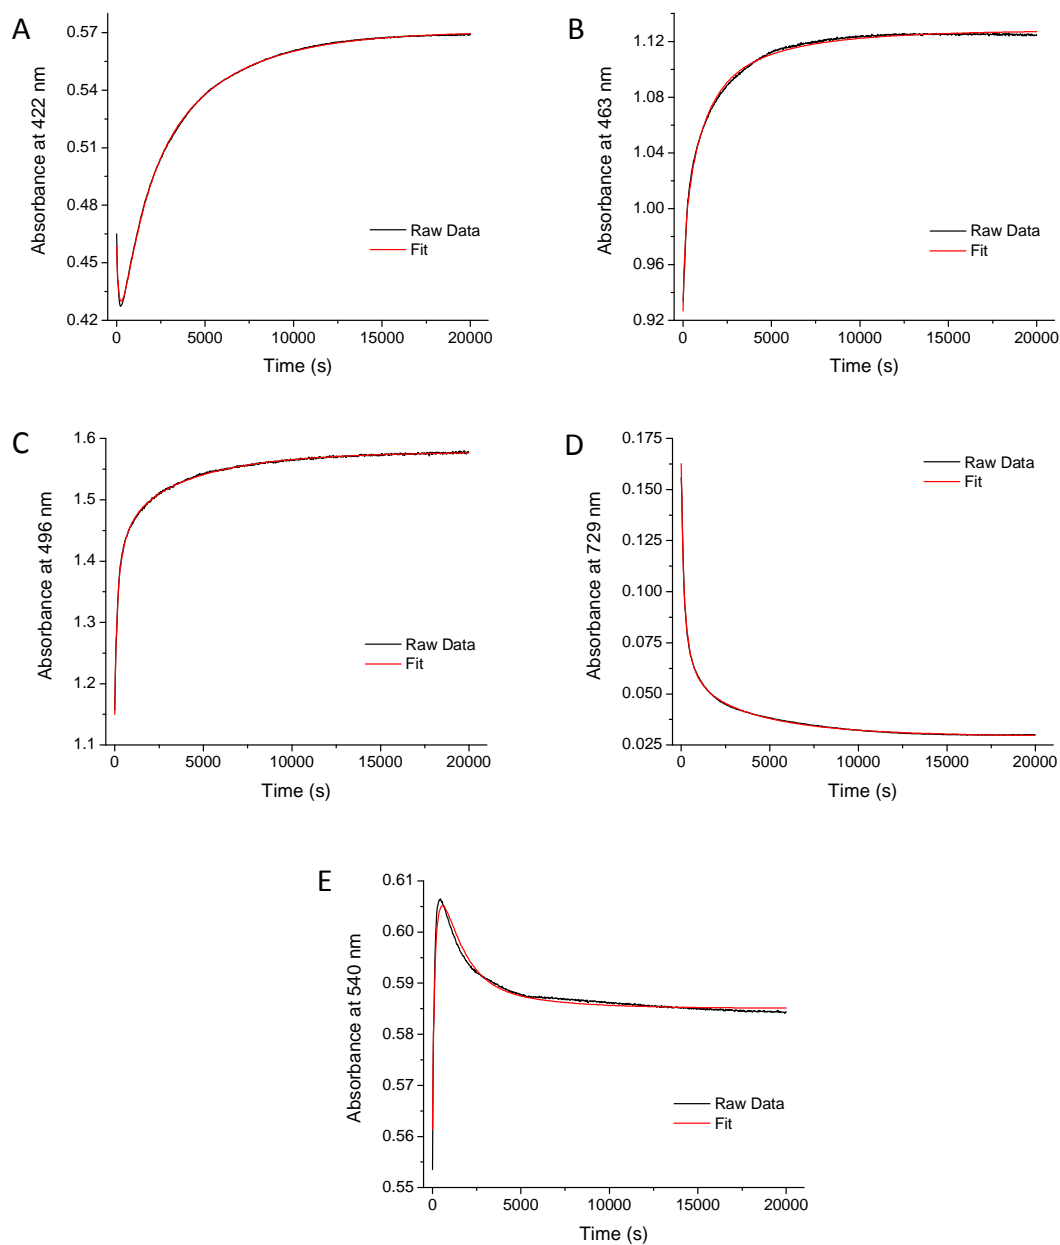 A
Absorbance at 422 nm
0.57
0.54
0.51
0.48
0.45
0.42
0
5000
10000
15000
20000
Time (s)
Raw Data
Fit
B
Absorbance at 463 nm
1.12
1.08
1.04
1.00
0.96
0.92
0
5000
10000
15000
20000
Time (s)
Raw Data
Fit
C
Absorbance at 496 nm
1.6
1.5
1.4
1.3
1.2
1.1
0
5000
10000
15000
20000
Time (s)
Raw Data
Fit
D
Absorbance at 729 nm
0.175
0.150
0.125
0.100
0.075
0.050
0.025
0
5000
10000
15000
20000
Time (s)
Raw Data
Fit
E
Absorbance at 540 nm
0.61
0.60
0.59
0.58
0.57
0.56
0.55
0
5000
10000
15000
20000
Time (s)
Raw Data
Fit